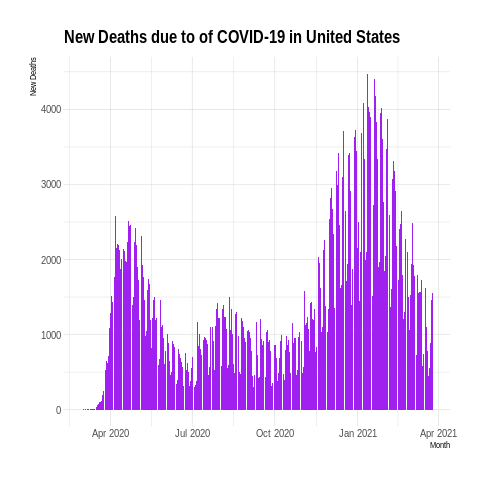 New Deaths due to of COVID-19 in United States
New Deaths
4000
3000
2000
1000
0
Apr 2020 Jul 2020 Oct 2020 Jan 2021 Apr 2021
Month